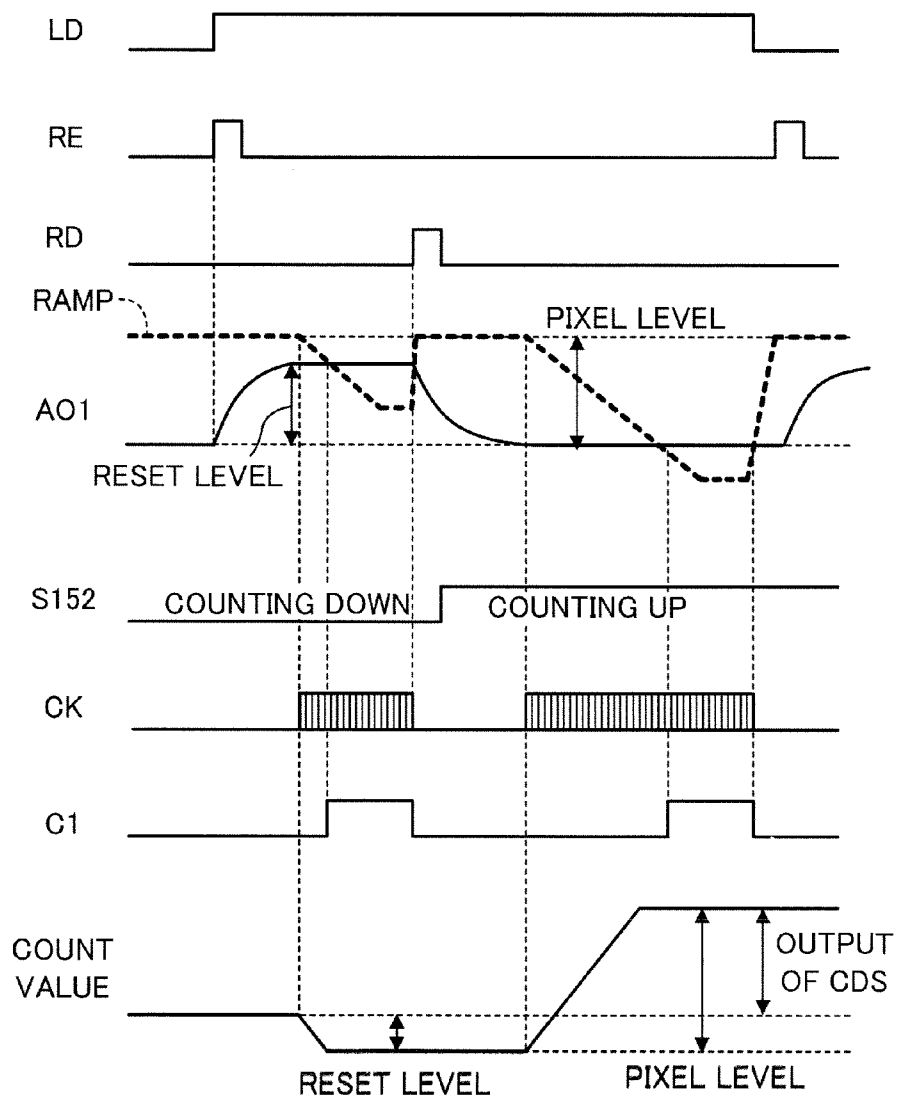 LD
RE
RD
RAMP
PIXEL LEVEL
AO1
RESET LEVEL
S152
COUNTING DOWN
COUNTING UP
CK
C1
COUNT
VALUE
OUTPUT
OF CDS
RESET LEVEL
PIXEL LEVEL